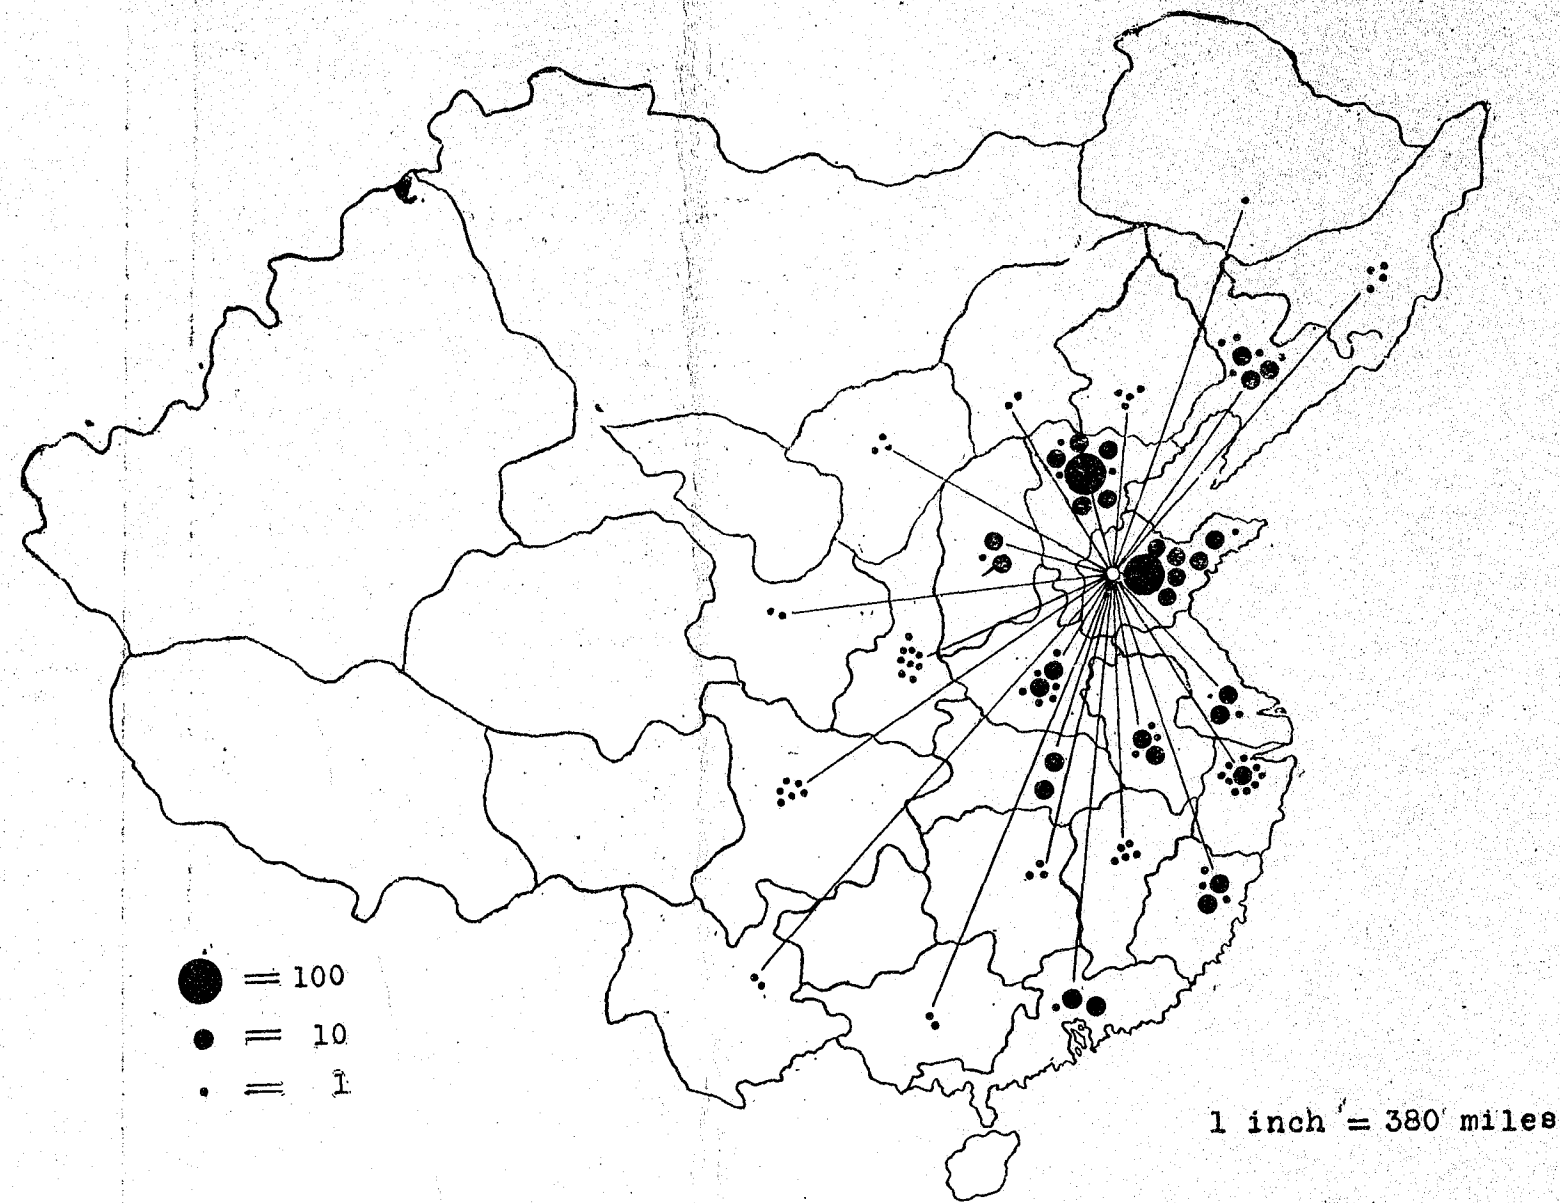 = 100
= 10
= 1
1 inch = 380 miles